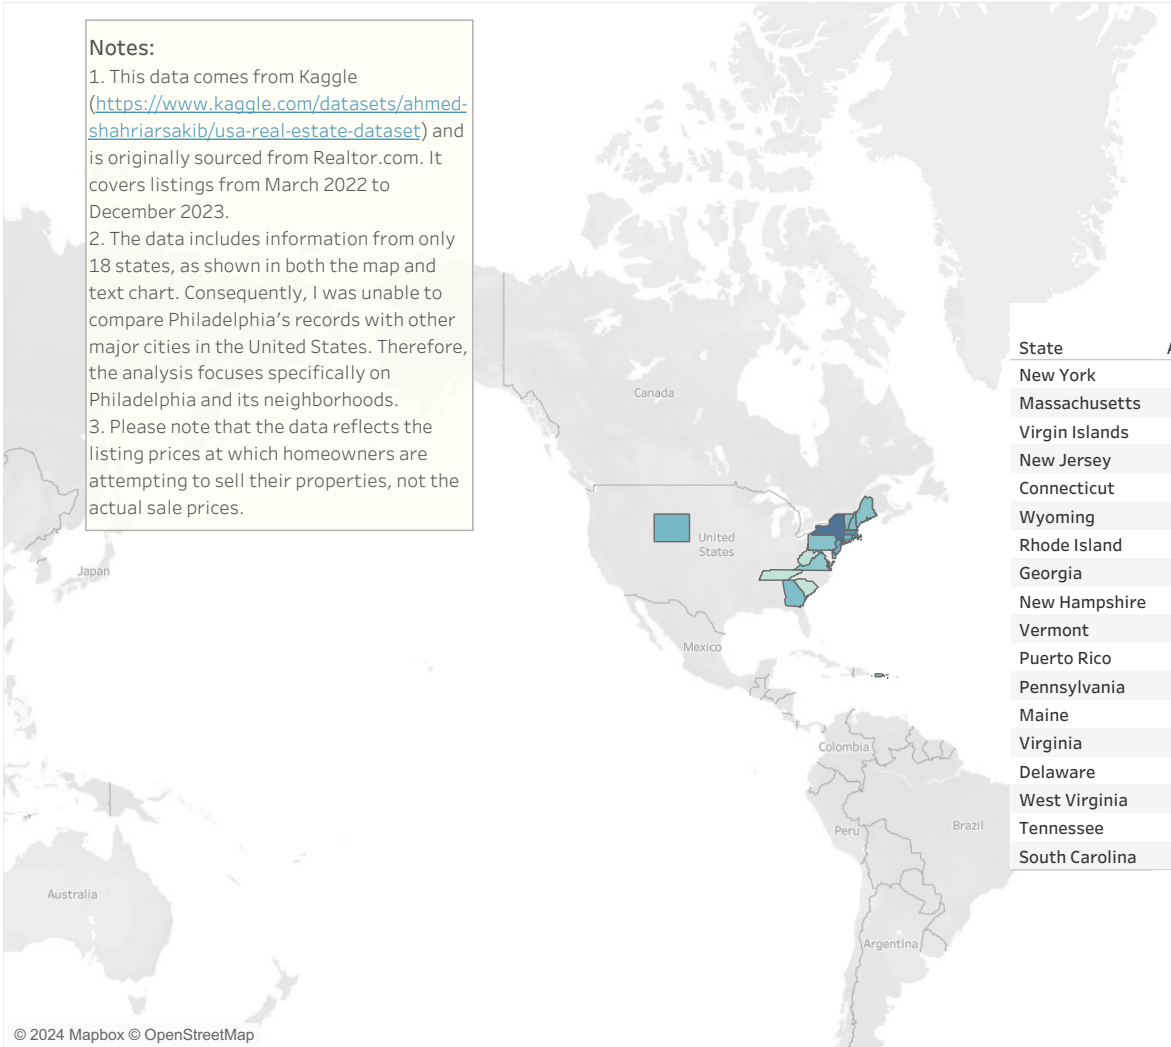 Notes:
1. This data comes from Kaggle
(https://www.kaggle.com/datasets/ahmed-
shahriarsakib/usa-real-estate-dataset) and
is originally sourced from Realtor.com. It
covers listings from March 2022 to
December 2023.
2. The data includes information from only
18 states, as shown in both the map and
text chart. Consequently, I was unable to
compare Philadelphia's records with other
major cities in the United States. Therefore,
the analysis focuses specifically on
Philadelphia and its neighborhoods.
3. Please note that the data reflects the
listing prices at which homeowners are
attempting to sell their properties, not the
actual sale prices.
Canada
United
States
Mexico
Japan
Colombia
Peru
Brazil
Australia
Argentina
State
New York
Massachusetts
Virgin Islands
New Jersey
Connecticut
Wyoming
Rhode Island
Georgia
New Hampshire
Vermont
Puerto Rico
Pennsylvania
Maine
Virginia
Delaware
West Virginia
Tennessee
South Carolina
© 2024 Mapbox © OpenStreetMap